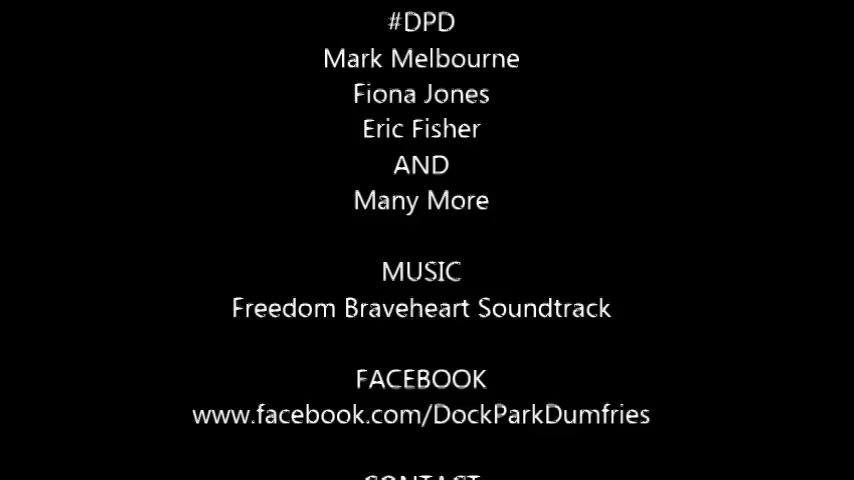 #DPD
Mark Melbourne
Fiona Jones
Eric Fisher
AND
Many More
MUSIC
Freedom Braveheart Soundtrack
FACEBOOK
www.facebook.com/DockParkDumfries
CONTACT